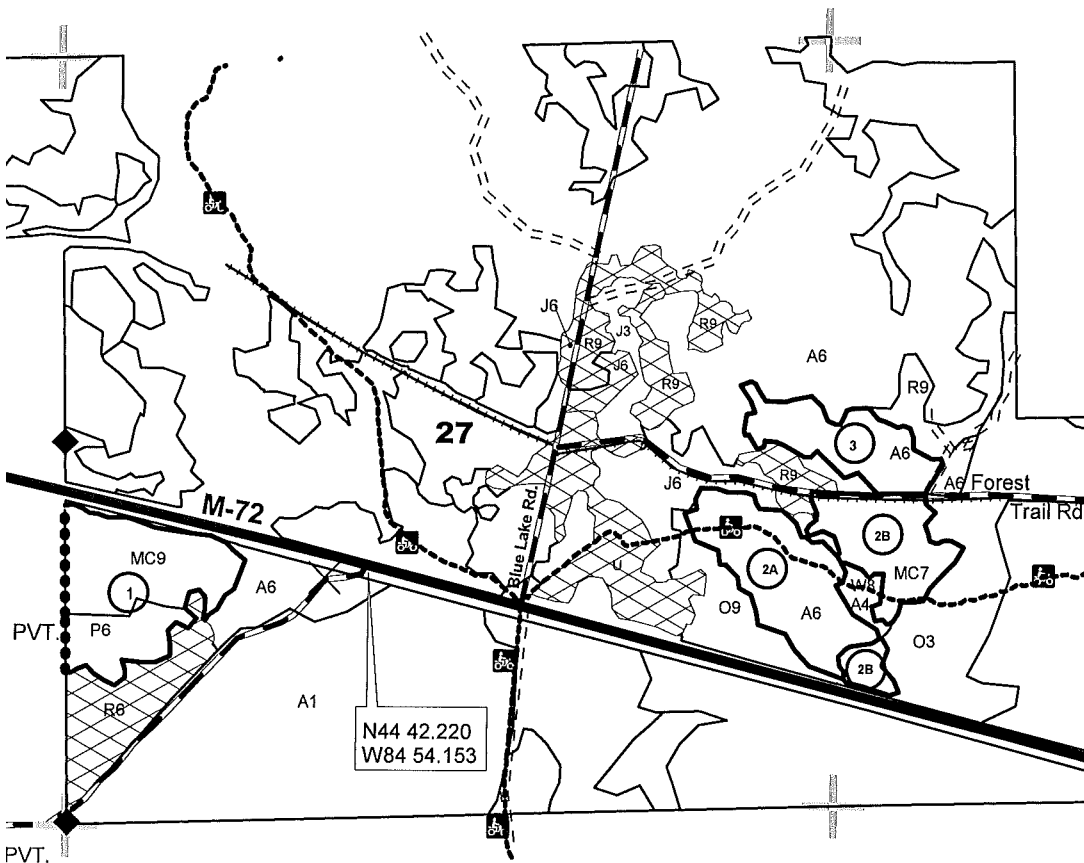 J6
R9
J3
J6
R9
R9
A6
R9
3
A6
27
R9
J6
A6
Forest
Trail Rd
M-72
Blue Lake Rd.
2B
MC9
A6
1
2A
W8
MC7
U
O9
A6
A4
O3
PVT.
P6
2B
R6
A1
N44 42.220
W84 54.153
PVT.